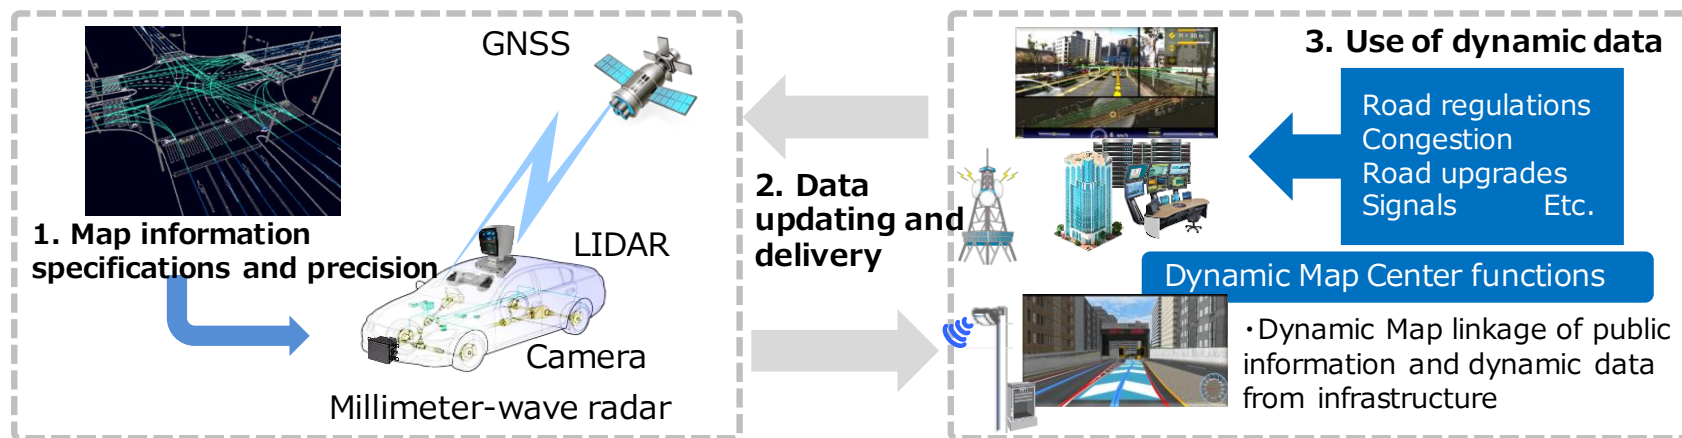 GNSS
1. Map information
specifications and precision
LIDAR
Camera
Millimeter-wave radar
2. Data
updating and
delivery
3. Use of dynamic data
Road regulations
Congestion
Road upgrades
Signals Etc.
Dynamic Map Center functions
・Dynamic Map linkage of public
information and dynamic data
from infrastructure